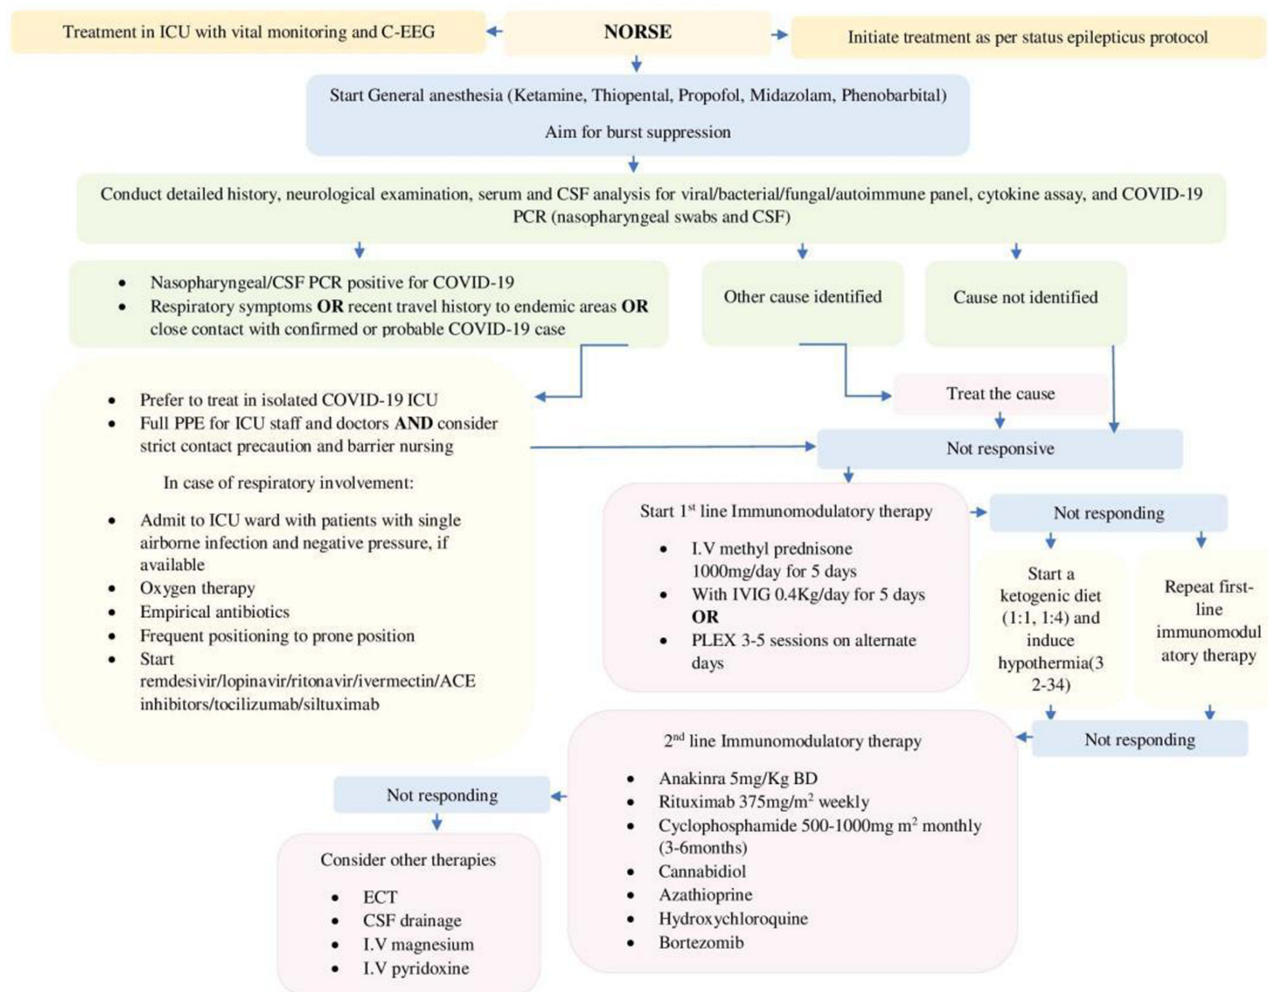 Treatment in ICU with vital monitoring and C-EEG
NORSE
Initiate treatment as per status epilepticus protocol
Start General anesthesia (Ketamine, Thiopental, Propofol, Midazolam, Phenobarbital)
Aim for burst suppression
Conduct detailed history, neurological examination, serum and CSF analysis for viral/bacterial/fungal/autoimmune panel, cytokine assay, and COVID-19
PCR (nasopharyngeal swabs and CSF)
• Nasopharyngeal/CSF PCR positive for COVID-19
• Respiratory symptoms OR recent travel history to endemic areas OR
close contact with confirmed or probable COVID-19 case
Other cause identified
Cause not identified
• Prefer to treat in isolated COVID-19 ICU
• Full PPE for ICU staff and doctors AND consider
strict contact precaution and barrier nursing
In case of respiratory involvement:
• Admit to ICU ward with patients with single
airborne infection and negative pressure, if
available
• Oxygen therapy
• Empirical antibiotics
• Frequent positioning to prone position
• Start
remdesivir/lopinavir/ritonavir/ivermectin/ACE
inhibitors/tocilizumab/siltuximab
Treat the cause
Not responsive
Start 1st line Immunomodulatory therapy
• I.V methyl prednisone
1000mg/day for 5 days
• With IVIG 0.4Kg/day for 5 days
OR
• PLEX 3-5 sessions on alternate
days
Not responding
Start a
ketogenic diet
(1:1, 1:4) and
induce
hypothermia(3
2-34)
Repeat first-
line
immunomodul
atory therapy
Not responding
2nd line Immunomodulatory therapy
• Anakinra 5mg/Kg BD
• Rituximab 375mg/m2 weekly
• Cyclophosphamide 500-1000mg m2 monthly
(3-6months)
• Cannabidiol
• Azathioprine
• Hydroxychloroquine
• Bortezomib
Not responding
Consider other therapies
• ECT
• CSF drainage
• I.V magnesium
• I.V pyridoxine